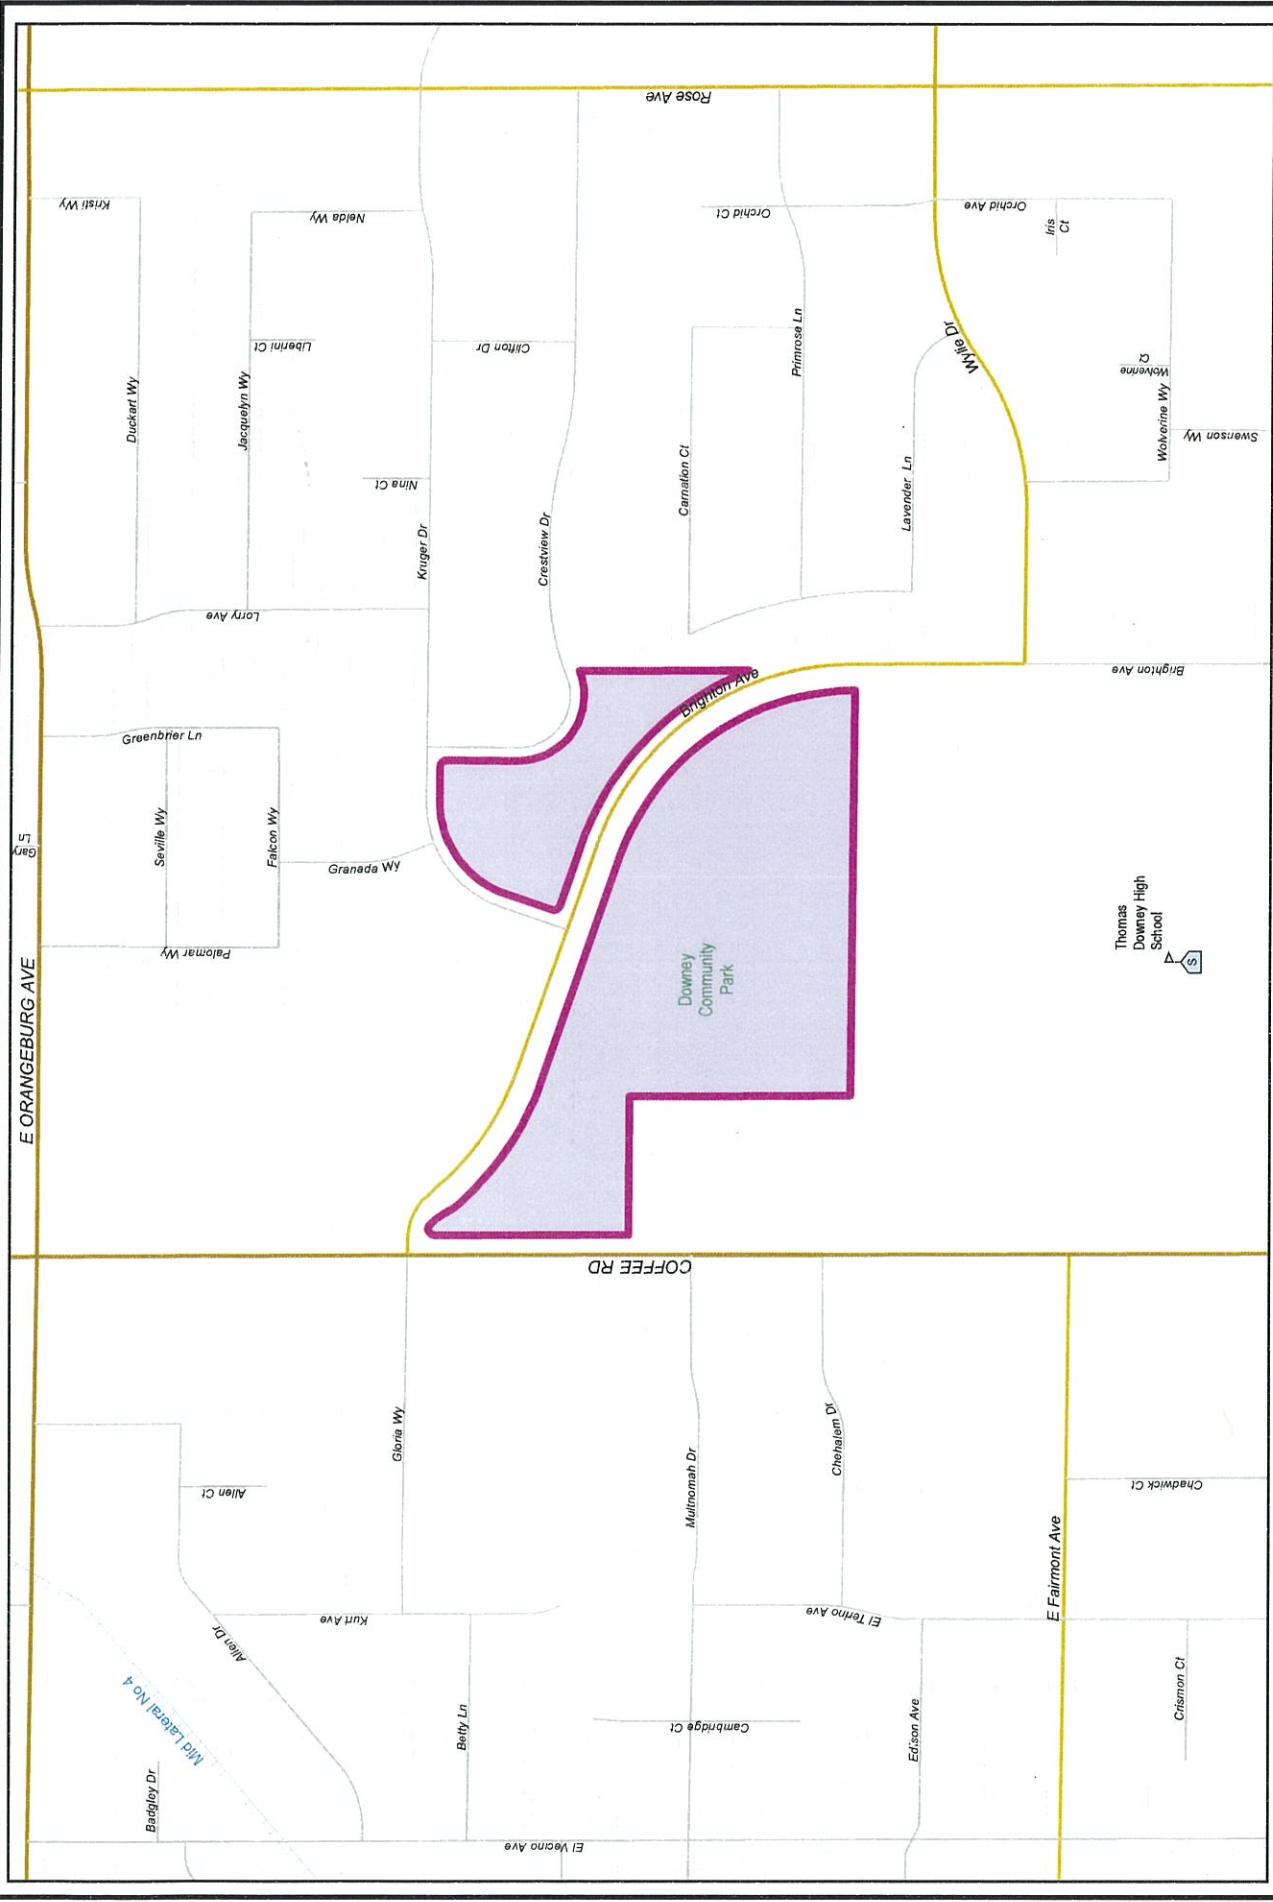 E ORANGEBURG AVE
Gary
Ln
Rose Ave
Kristi Wy
Duckart Wy
Nelda Wy
Jacquelyn Wy
Liberini Ct
Clifton Dr
Nina Ct
Kruger Dr
Crestview Dr
Lorry Ave
Greenbrier Ln
Seville Wy
Falcon Wy
Granada Wy
Palomar Wy
Orchid Ct
Orchid Ave
Iris
Ct
Primrose Ln
Carnation Ct
Lavender Ln
Wylie Dr
Wolverine
Ct
Wolverine Wy
Swenson Wy
Brighton Ave
Brighton Ave
Downey
Community
Park
Thomas
Downey High
School
S
COFFEE RD
Gloria Wy
Allen Ct
Allen Dr
Kurt Ave
Mid Lateral No 4
Badgley Dr
Betty Ln
El Vecino Ave
Multnomah Dr
Chehalem Dr
El Terino Ave
Cambridge Ct
Edison Ave
E Fairmont Ave
Chadwick Ct
Crismon Ct